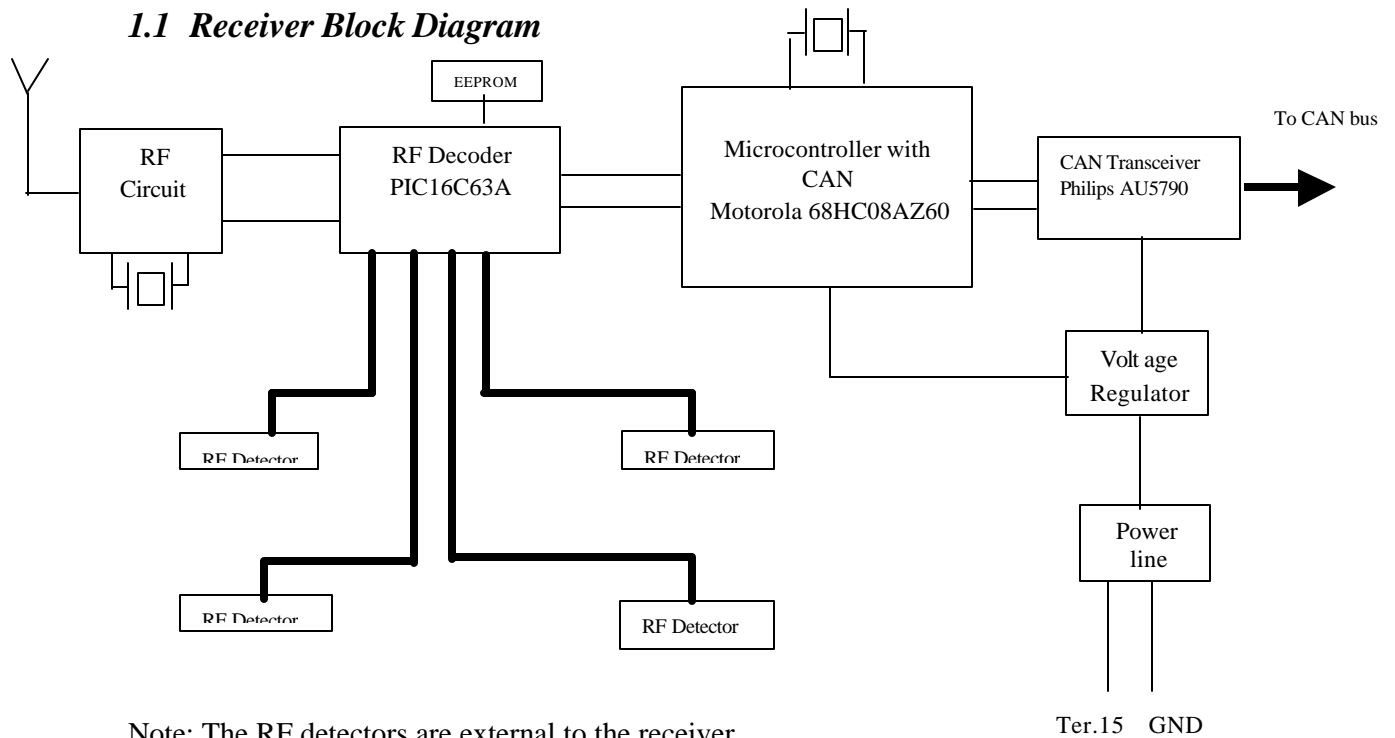 1.1 Receiver Block Diagram
EEPROM
To CAN bus
RF
Circuit
RF Decoder
PIC16C63A
Microcontroller with
CAN
Motorola 68HC08AZ60
CAN Transceiver
Philips AU5790
Volt age
Regulator
RF Detector
RF Detector
Power
line
RF Detector
RF Detector
Note: The RF detectors are external to the receiver
Ter.15 GND